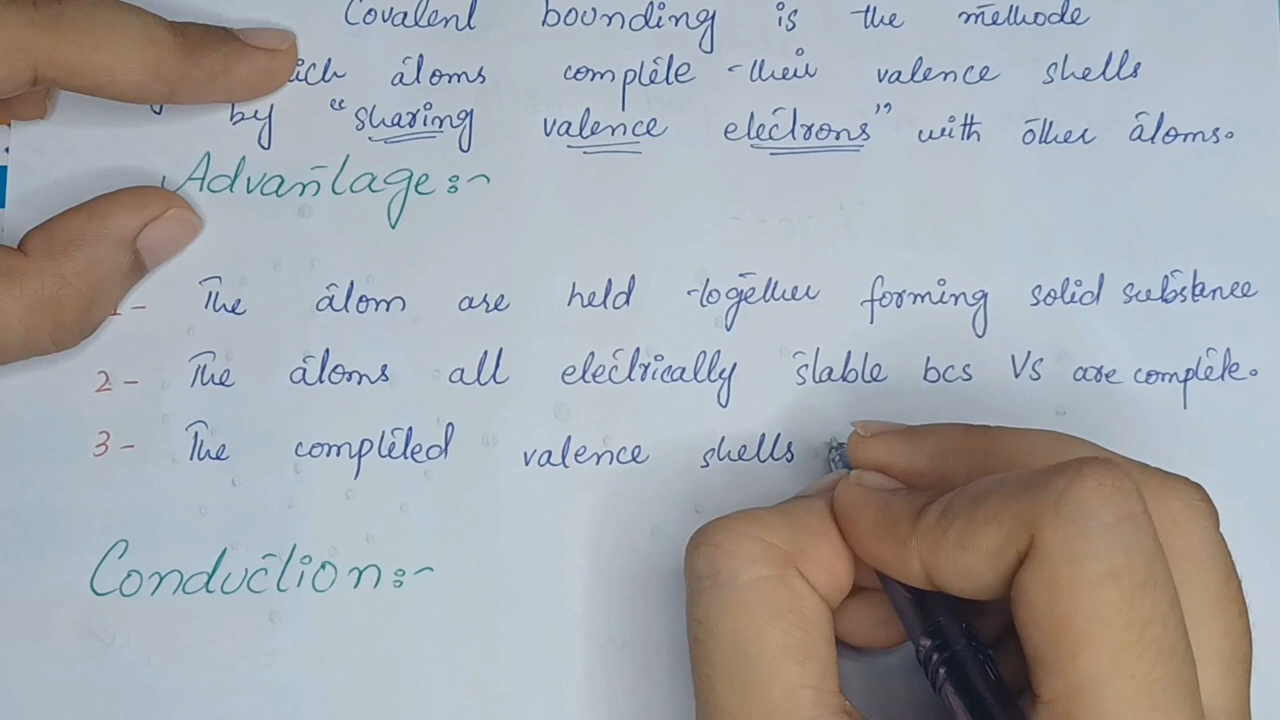 Covalent bounding is the methode
ich atoms complete their valence shells
by "sharing valence electrons" with other atoms.
Advantage:-
1- The atom are held together forming solid substance
2- The atoms all electrically stable bcs VS are complete.
3- The completed valence shells
Conduction:-